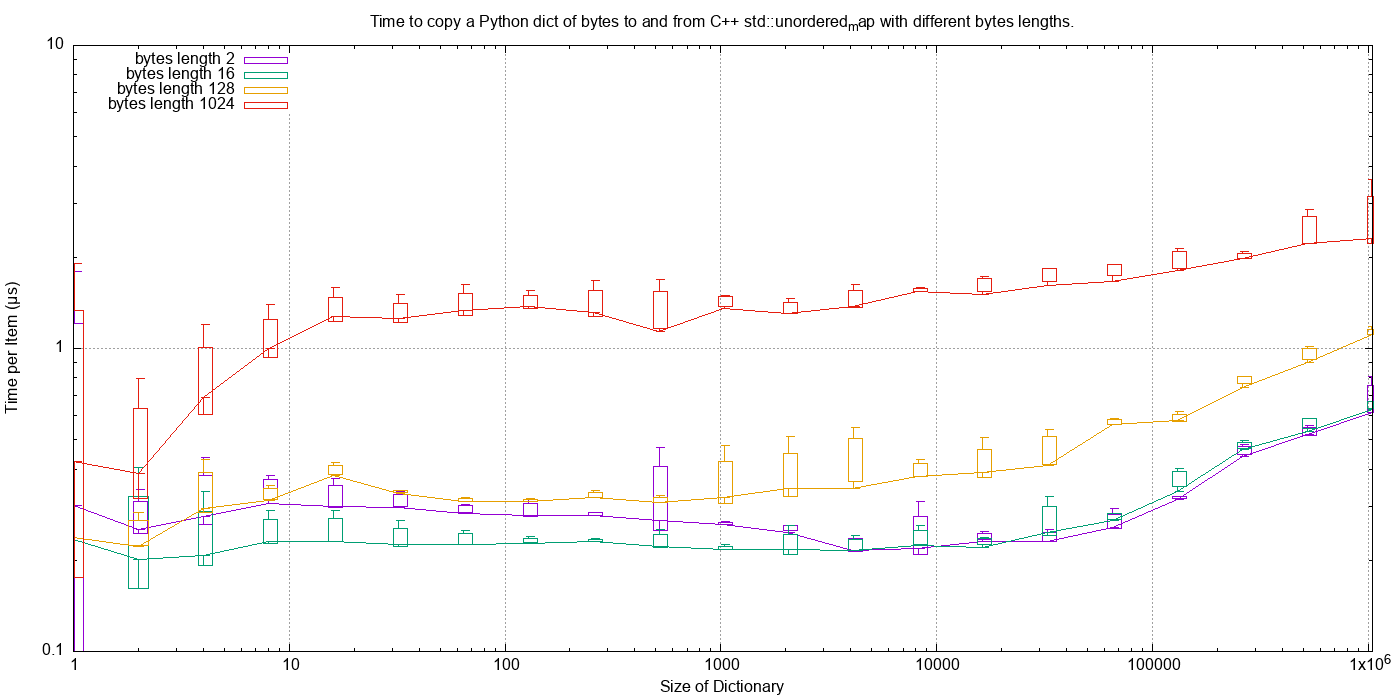 Time to copy a Python dict of bytes to and from C++ std::unordered_map with different bytes lengths.
10
bytes length 2
bytes length 16
bytes length 128
bytes length 1024
Time per Item (µs)
1
0.1
1 10 100 1000 10000 100000 1x10⁶
Size of Dictionary